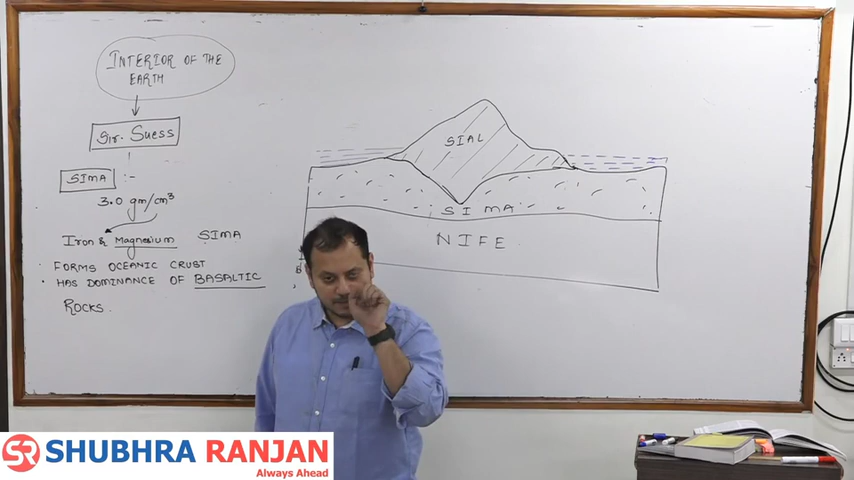 INTERIOR OF THE
EARTH
Sir. Suess
SIMA :-
3.0 gm/cm³
Iron & Magnesium SIMA
· FORMS OCEANIC CRUST
· HAS DOMINANCE OF BASALTIC
ROCKS.
SIAL
SIMA
NIFE
SR SHUBHRA RANJAN
Always Ahead